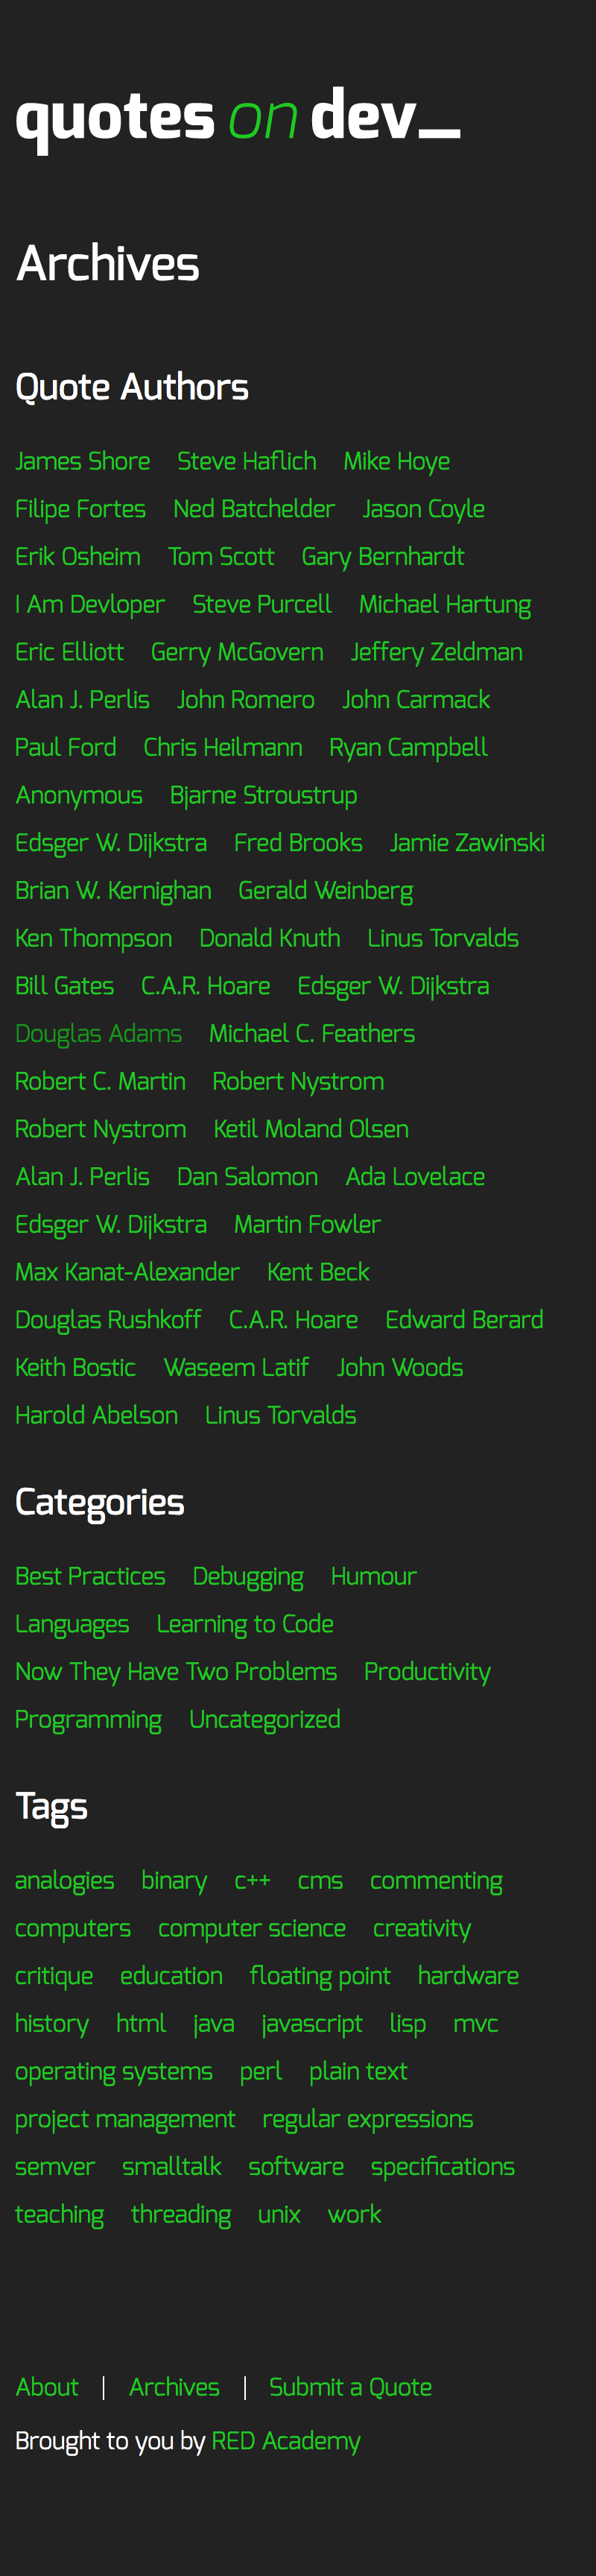 quotes on dev_
Archives
Quote Authors
James Shore Steve Haflich Mike Hoye
Filipe Fortes Ned Batchelder Jason Coyle
Erik Osheim Tom Scott Gary Bernhardt
I Am Devloper Steve Purcell Michael Hartung
Eric Elliott Gerry McGovern Jeffery Zeldman
Alan J. Perlis John Romero John Carmack
Paul Ford Chris Heilmann Ryan Campbell
Anonymous Bjarne Stroustrup
Edsger W. Dijkstra Fred Brooks Jamie Zawinski
Brian W. Kernighan Gerald Weinberg
Ken Thompson Donald Knuth Linus Torvalds
Bill Gates C.A.R. Hoare Edsger W. Dijkstra
Douglas Adams Michael C. Feathers
Robert C. Martin Robert Nystrom
Robert Nystrom Ketil Moland Olsen
Alan J. Perlis Dan Salomon Ada Lovelace
Edsger W. Dijkstra Martin Fowler
Max Kanat-Alexander Kent Beck
Douglas Rushkoff C.A.R. Hoare Edward Berard
Keith Bostic Waseem Latif John Woods
Harold Abelson Linus Torvalds
Categories
Best Practices Debugging Humour
Languages Learning to Code
Now They Have Two Problems Productivity
Programming Uncategorized
Tags
analogies binary c++ cms commenting
computers computer science creativity
critique education floating point hardware
history html java javascript lisp mvc
operating systems perl plain text
project management regular expressions
semver smalltalk software specifications
teaching threading unix work
About | Archives | Submit a Quote
Brought to you by RED Academy